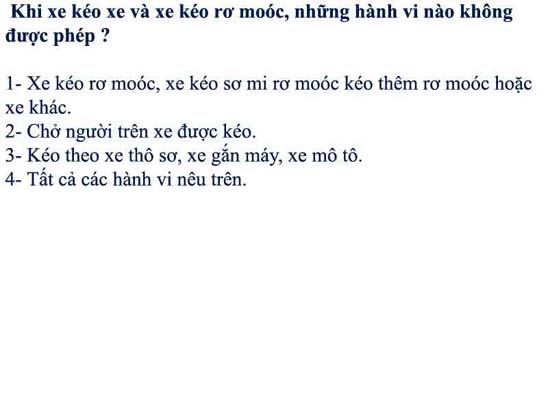 Khi xe kéo xe và xe kéo rơ moóc, những hành vi nào không
được phép ?
1- Xe kéo rơ moóc, xe kéo sơ mi rơ moóc kéo thêm rơ moóc hoặc
xe khác.
2- Chở người trên xe được kéo.
3- Kéo theo xe thô sơ, xe gắn máy, xe mô tô.
4- Tất cả các hành vi nêu trên.